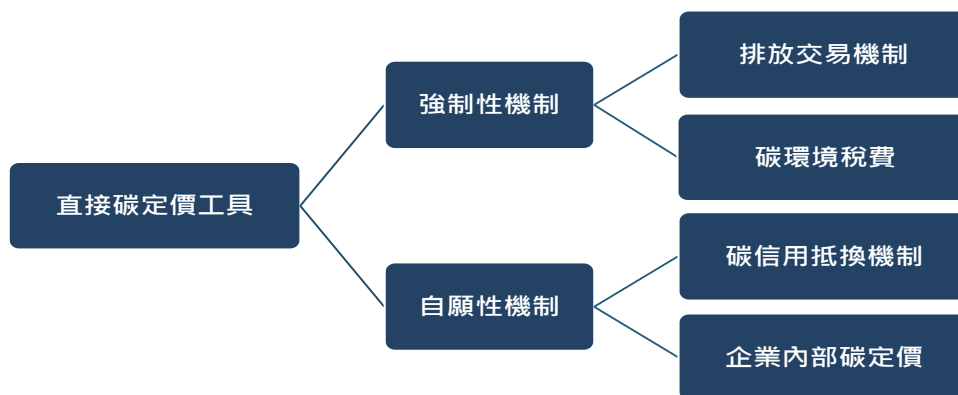 直接碳定價工具
強制性機制
排放交易機制
碳環境稅費
自願性機制
碳信用抵換機制
企業內部碳定價